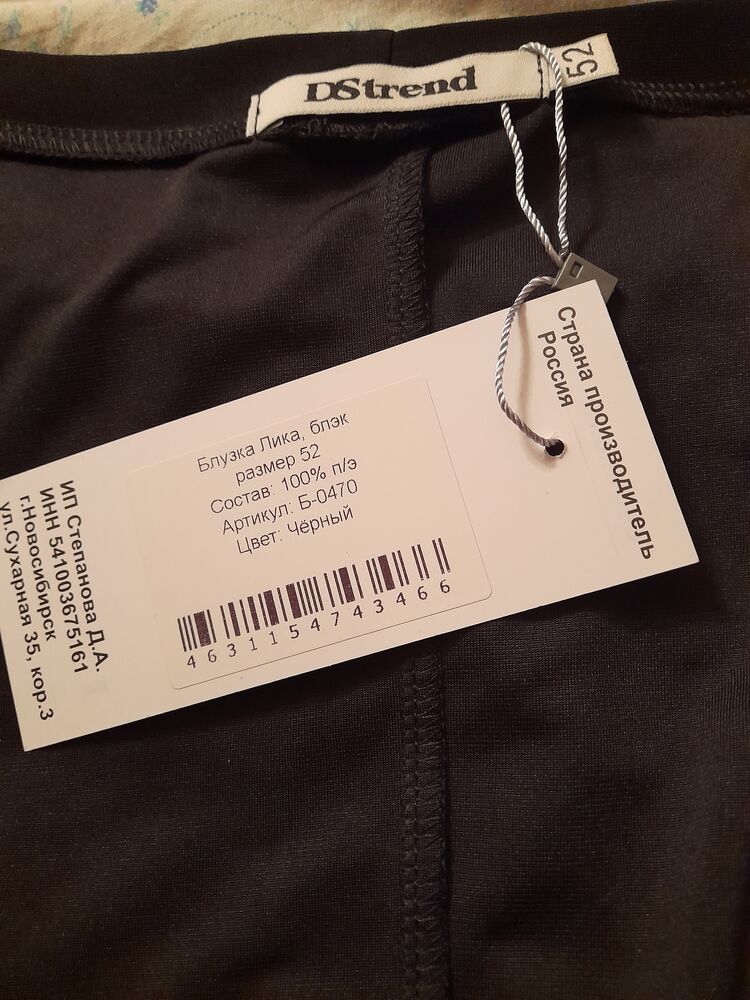 DStrend
52
Страна производитель
Россия
Блузка Лика, блэк
размер 52
Состав: 100% п/э
Артикул: Б-0470
Цвет: Чёрный
4631154743466
ИП Степанова Д.А.
ИНН 541003675161
г.Новосибирск
ул.Сухарная 35, кор.3